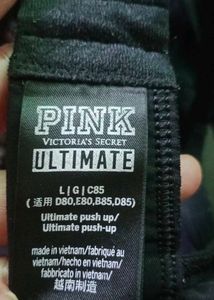 PINK
VICTORIA'S SECRET
ULTIMATE
L | G | C85
(适用 D80,E80,B85,D85)
Ultimate push up/
Ultimate push-up
made in vietnam/fabriqué au
vietnam/hecho en vietnam/
fabbricato in vietnam/
越南制造